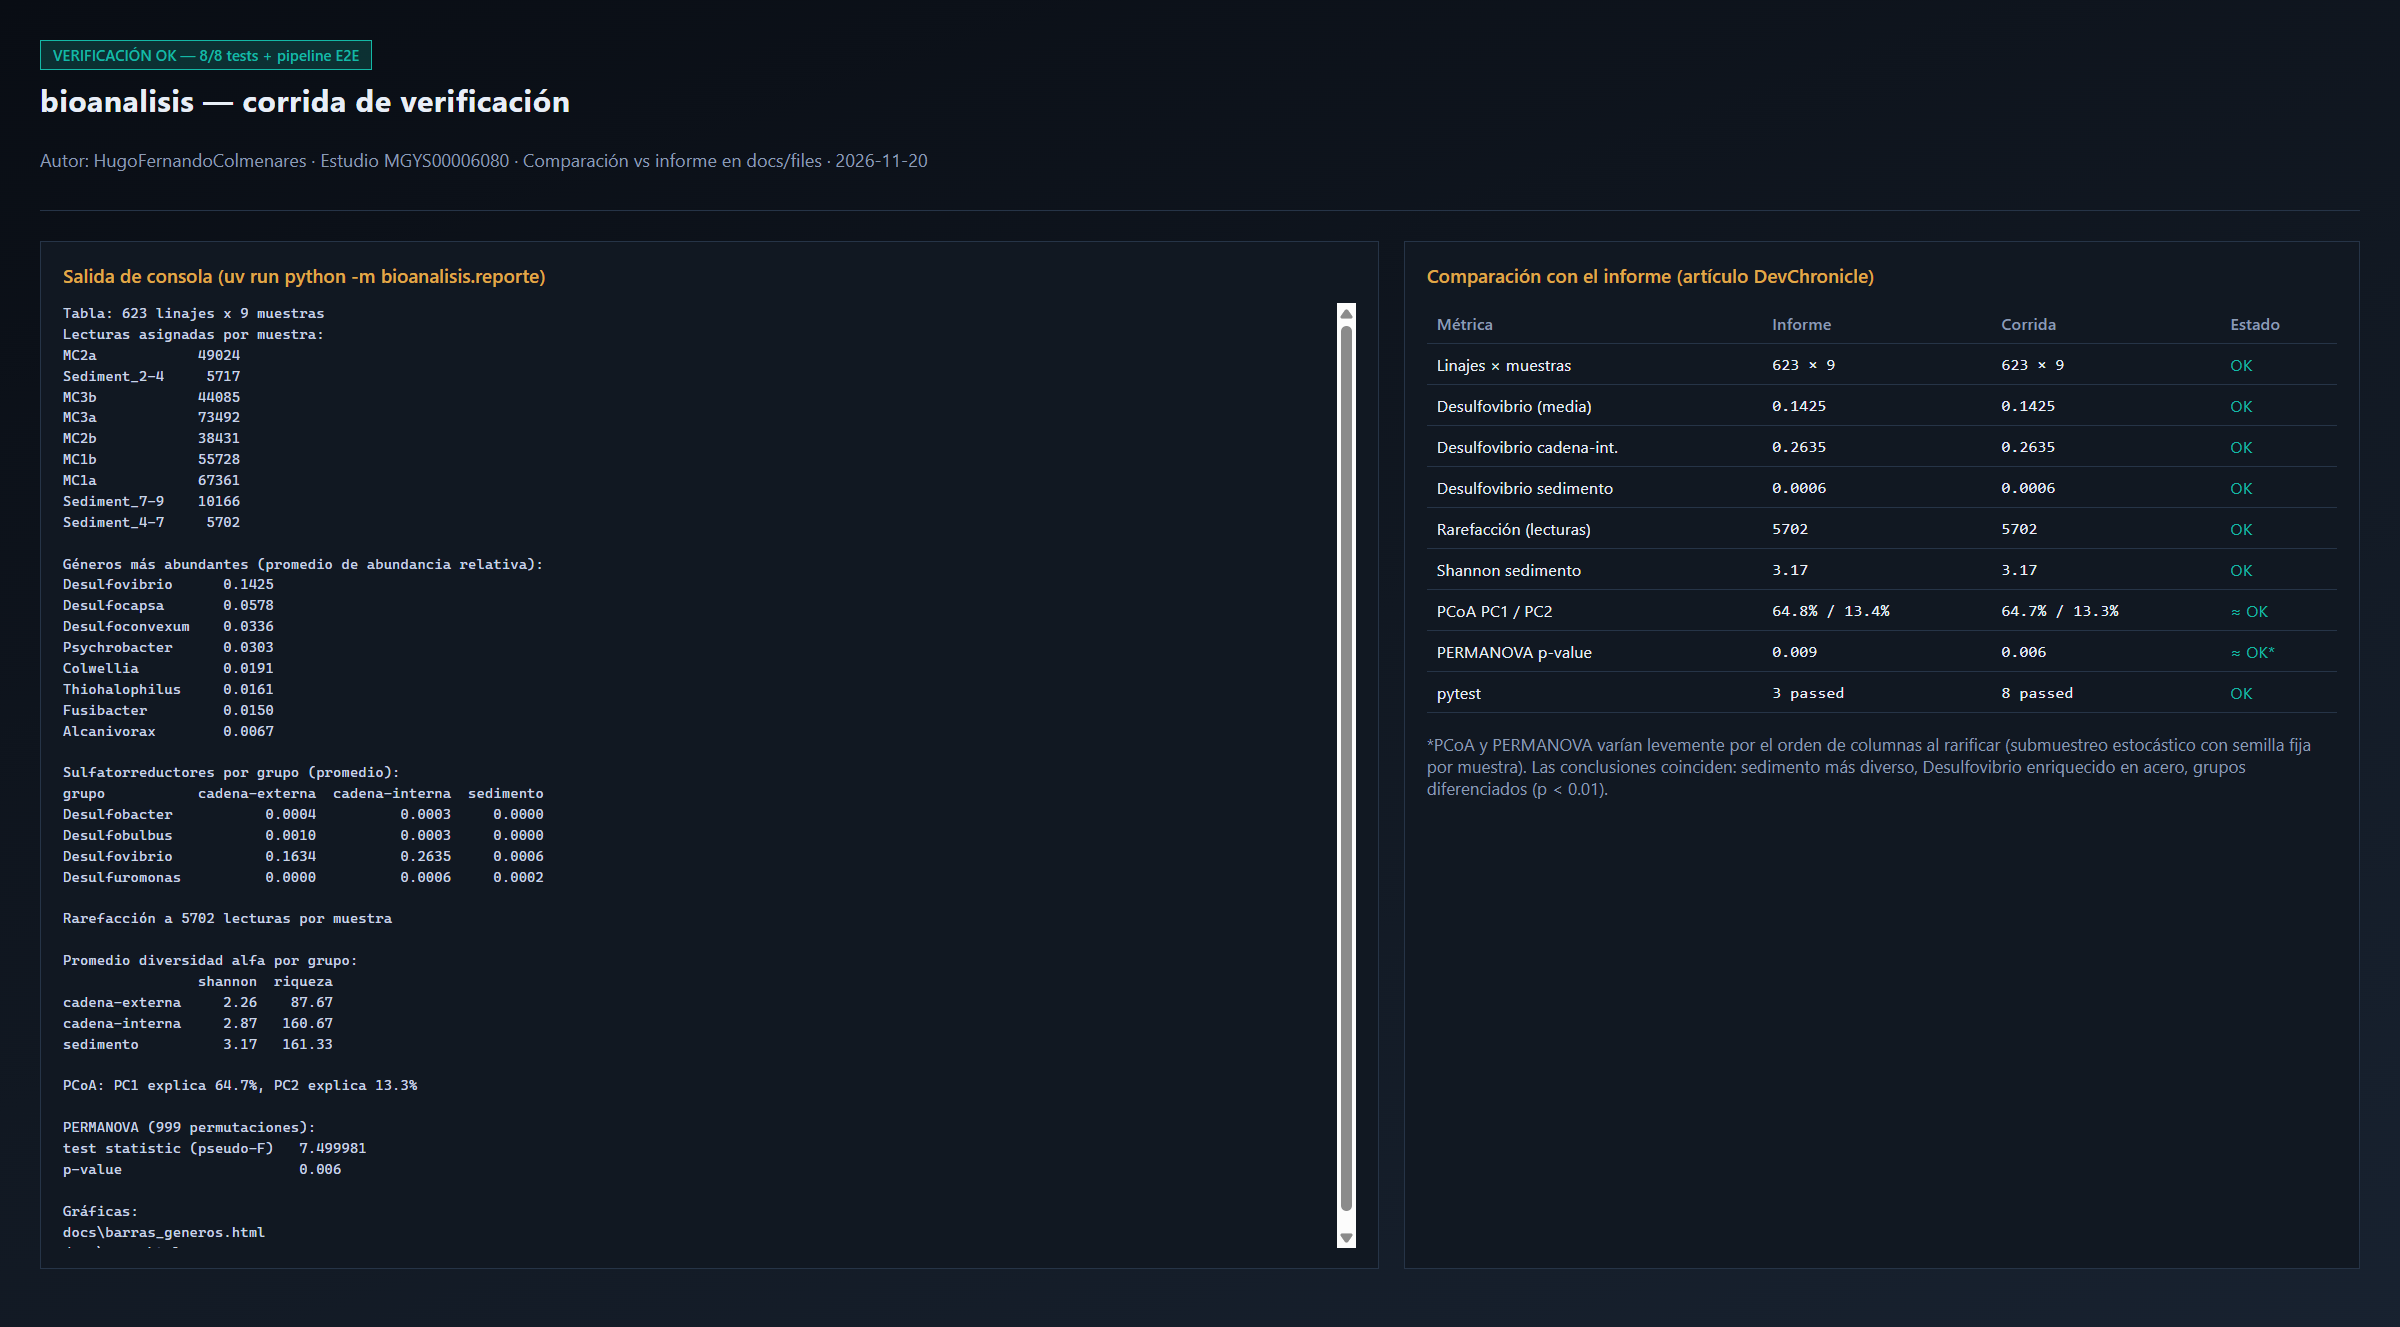 VERIFICACIÓN OK — 8/8 tests + pipeline E2E
bioanalisis — corrida de verificación
Autor: HugoFernandoColmenares · Estudio MGYS00006080 · Comparación vs informe en docs/files · 2026-11-20
Salida de consola (uv run python -m bioanalisis.reporte)
Tabla: 623 linajes x 9 muestras
Lecturas asignadas por muestra:
MC2a 49024
Sediment_2-4 5717
MC3b 44085
MC3a 73492
MC2b 38431
MC1b 55728
MC1a 67361
Sediment_7-9 10166
Sediment_4-7 5702
Géneros más abundantes (promedio de abundancia relativa):
Desulfovibrio 0.1425
Desulfocapsa 0.0578
Desulfoconvexum 0.0336
Psychrobacter 0.0303
Colwellia 0.0191
Thiohalophilus 0.0161
Fusibacter 0.0150
Alcanivorax 0.0067
Sulfatorreductores por grupo (promedio):
grupo cadena-externa cadena-interna sedimento
Desulfobacter 0.0004 0.0003 0.0000
Desulfobulbus 0.0010 0.0003 0.0000
Desulfovibrio 0.1634 0.2635 0.0006
Desulfuromonas 0.0000 0.0006 0.0002
Rarefacción a 5702 lecturas por muestra
Promedio diversidad alfa por grupo:
shannon riqueza
cadena-externa 2.26 87.67
cadena-interna 2.87 160.67
sedimento 3.17 161.33
PCoA: PC1 explica 64.7%, PC2 explica 13.3%
PERMANOVA (999 permutaciones):
test statistic (pseudo-F) 7.499981
p-value 0.006
Gráficas:
docs\barras_generos.html
Comparación con el informe (artículo DevChronicle)
Métrica Informe Corrida Estado
Linajes × muestras 623 × 9 623 × 9 OK
Desulfovibrio (media) 0.1425 0.1425 OK
Desulfovibrio cadena-int. 0.2635 0.2635 OK
Desulfovibrio sedimento 0.0006 0.0006 OK
Rarefacción (lecturas) 5702 5702 OK
Shannon sedimento 3.17 3.17 OK
PCoA PC1 / PC2 64.8% / 13.4% 64.7% / 13.3% ≈ OK
PERMANOVA p-value 0.009 0.006 ≈ OK*
pytest 3 passed 8 passed OK
*PCoA y PERMANOVA varían levemente por el orden de columnas al rarificar (submuestreo estocástico con semilla fija
por muestra). Las conclusiones coinciden: sedimento más diverso, Desulfovibrio enriquecido en acero, grupos
diferenciados (p < 0.01).